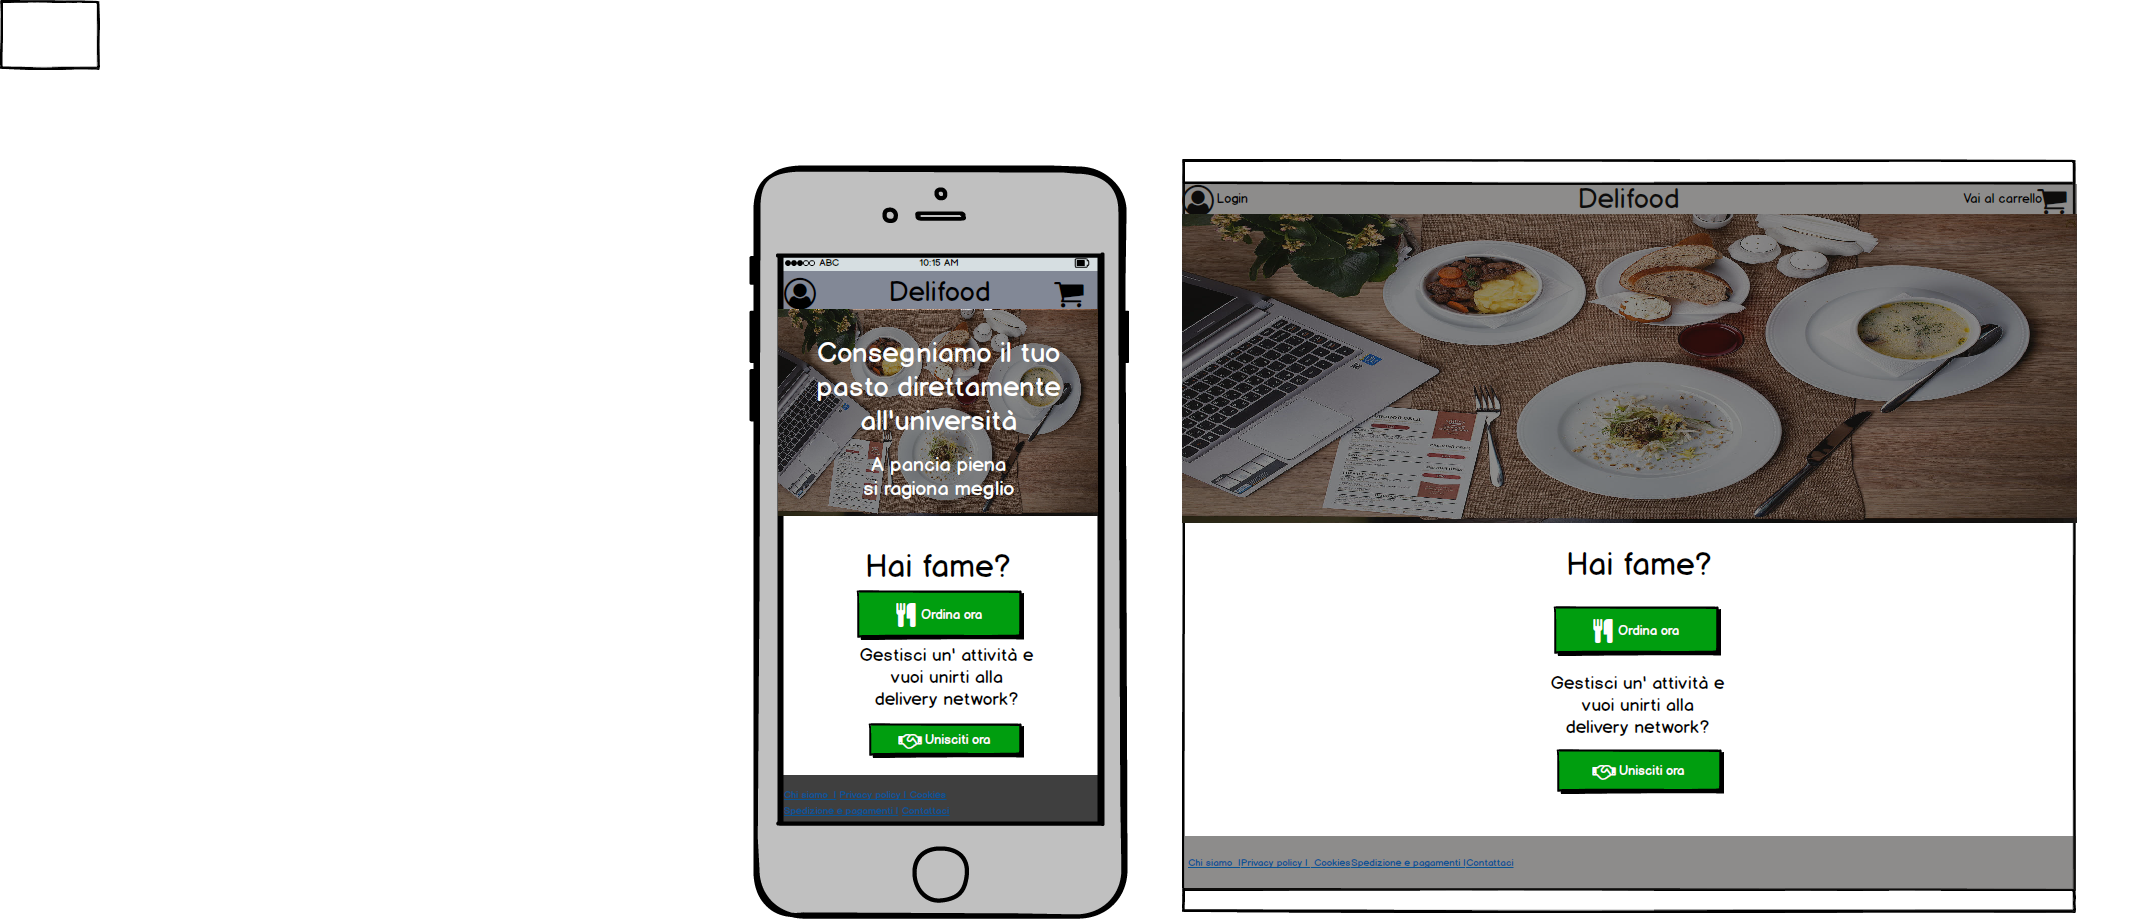 ●●●○○ ABC 10:15 AM
Delifood
Consegniamo il tuo
pasto direttamente
all'università
A pancia piena
si ragiona meglio
Hai fame?
Ordina ora
Gestisci un' attività e
vuoi unirti alla
delivery network?
Unisciti ora
Chi siamo | Privacy policy | Cookies
Spedizione e pagamenti | Contattaci
Login Delifood Vai al carrello
Hai fame?
Ordina ora
Gestisci un' attività e
vuoi unirti alla
delivery network?
Unisciti ora
Chi siamo |Privacy policy | CookiesSpedizione e pagamenti |Contattaci